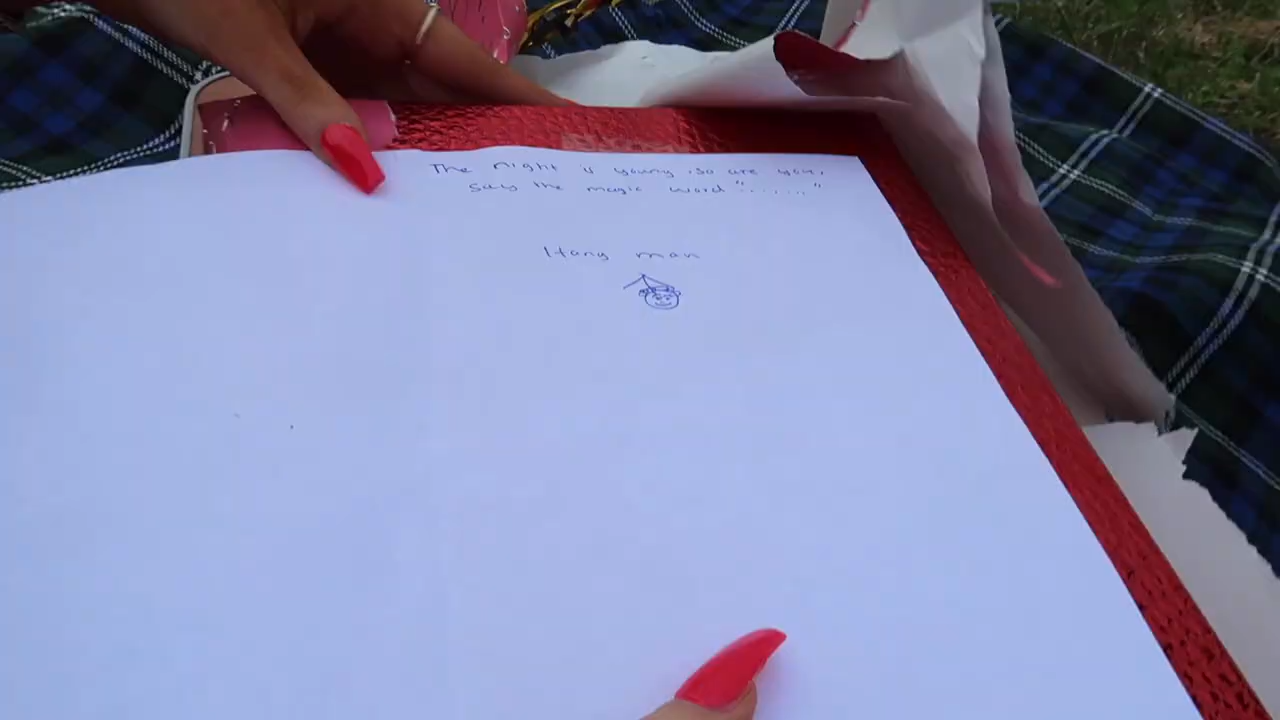 The night is young, so are you,
say the magic word "......"
Hang man